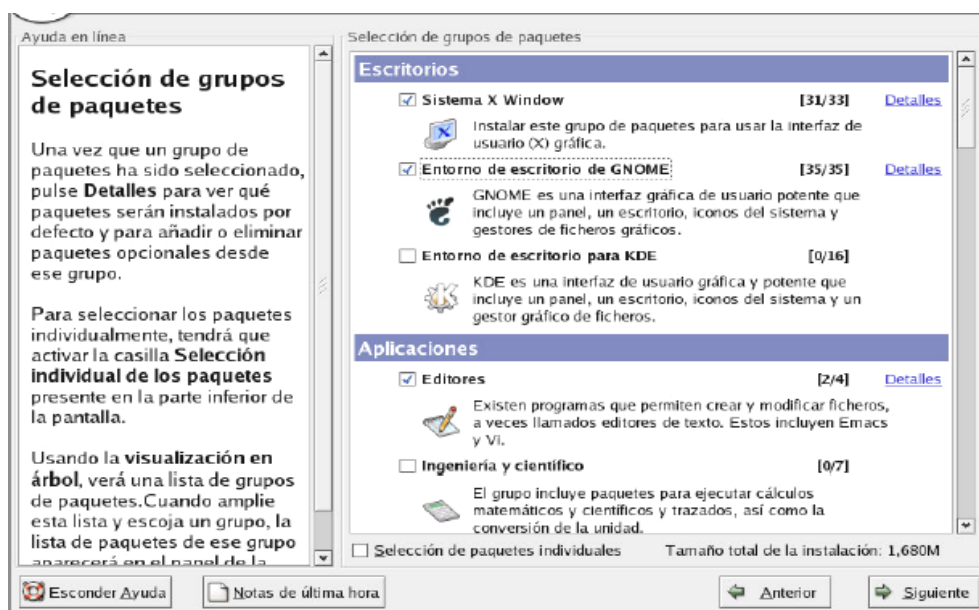 Ayuda en línea
Selección de grupos
de paquetes
Una vez que un grupo de
paquetes ha sido seleccionado,
pulse Detalles para ver qué
paquetes serán instalados por
defecto y para añadir o eliminar
paquetes opcionales desde
ese grupo.
Para seleccionar los paquetes
individualmente, tendrá que
activar la casilla Selección
individual de los paquetes
presente en la parte inferior de
la pantalla.
Usando la visualización en
árbol, verá una lista de grupos
de paquetes.Cuando amplie
esta lista y escoja un grupo, la
lista de paquetes de ese grupo
aparecerá en el panel de la
Selección de grupos de paquetes
Escritorios
Sistema X Window [31/33] Detalles
Instalar este grupo de paquetes para usar la interfaz de
usuario (X) gráfica.
Entorno de escritorio de GNOME [35/35] Detalles
GNOME es una interfaz gráfica de usuario potente que
incluye un panel, un escritorio, iconos del sistema y
gestores de ficheros gráficos.
Entorno de escritorio para KDE [0/16]
KDE es una interfaz de usuario gráfica y potente que
incluye un panel, un escritorio, iconos del sistema y un
gestor gráfico de ficheros.
Aplicaciones
Editores [2/4] Detalles
Existen programas que permiten crear y modificar ficheros,
a veces llamados editores de texto. Estos incluyen Emacs
y Vi.
Ingeniería y científico [0/7]
El grupo incluye paquetes para ejecutar cálculos
matemáticos y científicos y trazados, así como la
conversión de la unidad.
Selección de paquetes individuales Tamaño total de la instalación: 1,680M
Esconder Ayuda Notas de última hora Anterior Siguiente